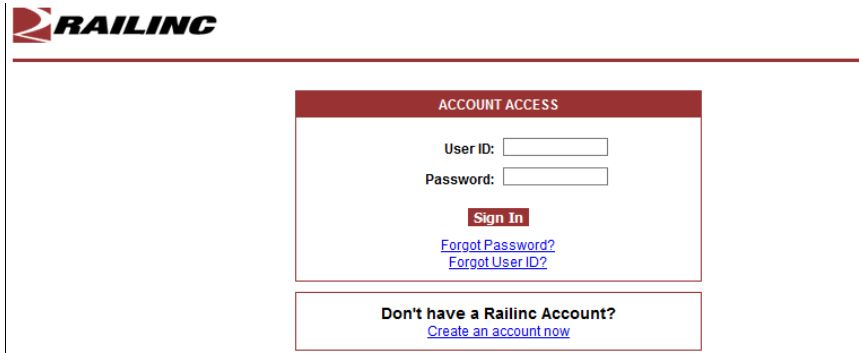 RAILINC
ACCOUNT ACCESS
User ID:
Password:
Sign In
Forgot Password?
Forgot User ID?
Don't have a Railinc Account?
Create an account now